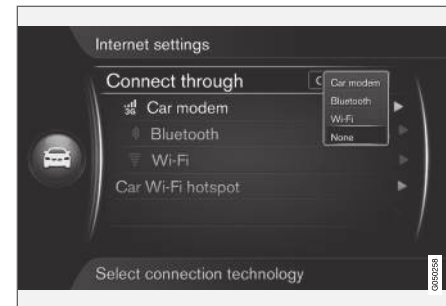 Internet settings
Connect through
Car modem
Bluetooth
Wi-Fi
None
3G Car modem
Bluetooth
Wi-Fi
Car Wi-Fi hotspot
Select connection technology
G050258